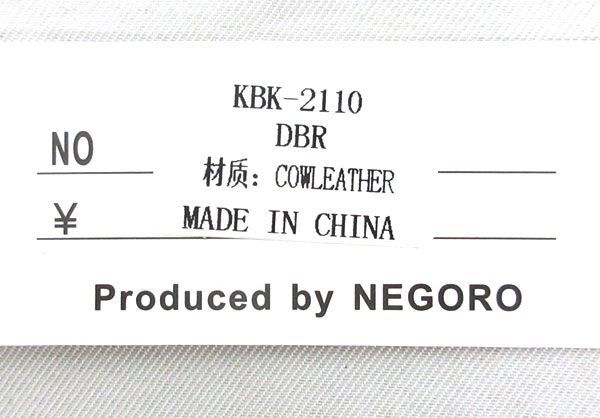 KBK-2110
DBR
NO
材质: COWLEATHER
¥
MADE IN CHINA
Produced by NEGORO